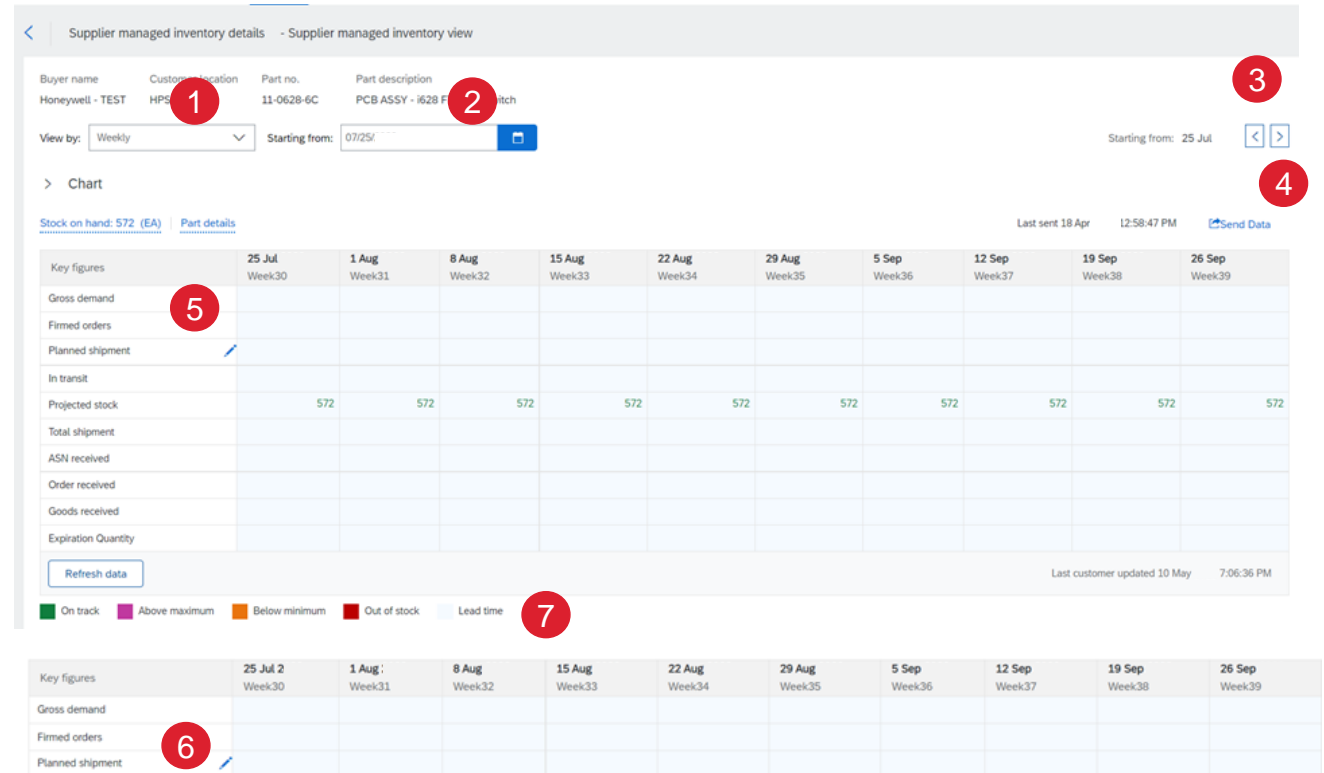 Supplier managed inventory details - Supplier managed inventory view
Buyer name Customer location Part no. Part description
3
Honeywell - TEST HPS 1 11-0628-6C PCB ASSY - i628 F 2 itch
View by: Weekly Starting from: 07/25/ Starting from: 25 Jul
Chart
4
Stock on hand: 572 (EA) Part details Last sent 18 Apr 12:58:47 PM Send Data
Key figures 25 Jul 1 Aug 8 Aug 15 Aug 22 Aug 29 Aug 5 Sep 12 Sep 19 Sep 26 Sep
Week30 Week31 Week32 Week33 Week34 Week35 Week36 Week37 Week38 Week39
Gross demand
5
Firmed orders
Planned shipment
In transit
Projected stock 572 572 572 572 572 572 572 572 572 572
Total shipment
ASN received
Order received
Goods received
Expiration Quantity
Refresh data Last customer updated 10 May 7:06:36 PM
On track Above maximum Below minimum Out of stock Lead time 7
Key figures 25 Jul 2 1 Aug : 8 Aug 15 Aug 22 Aug 29 Aug 5 Sep 12 Sep 19 Sep 26 Sep
Week30 Week31 Week32 Week33 Week34 Week35 Week36 Week37 Week38 Week39
Gross demand
Firmed orders
6
Planned shipment